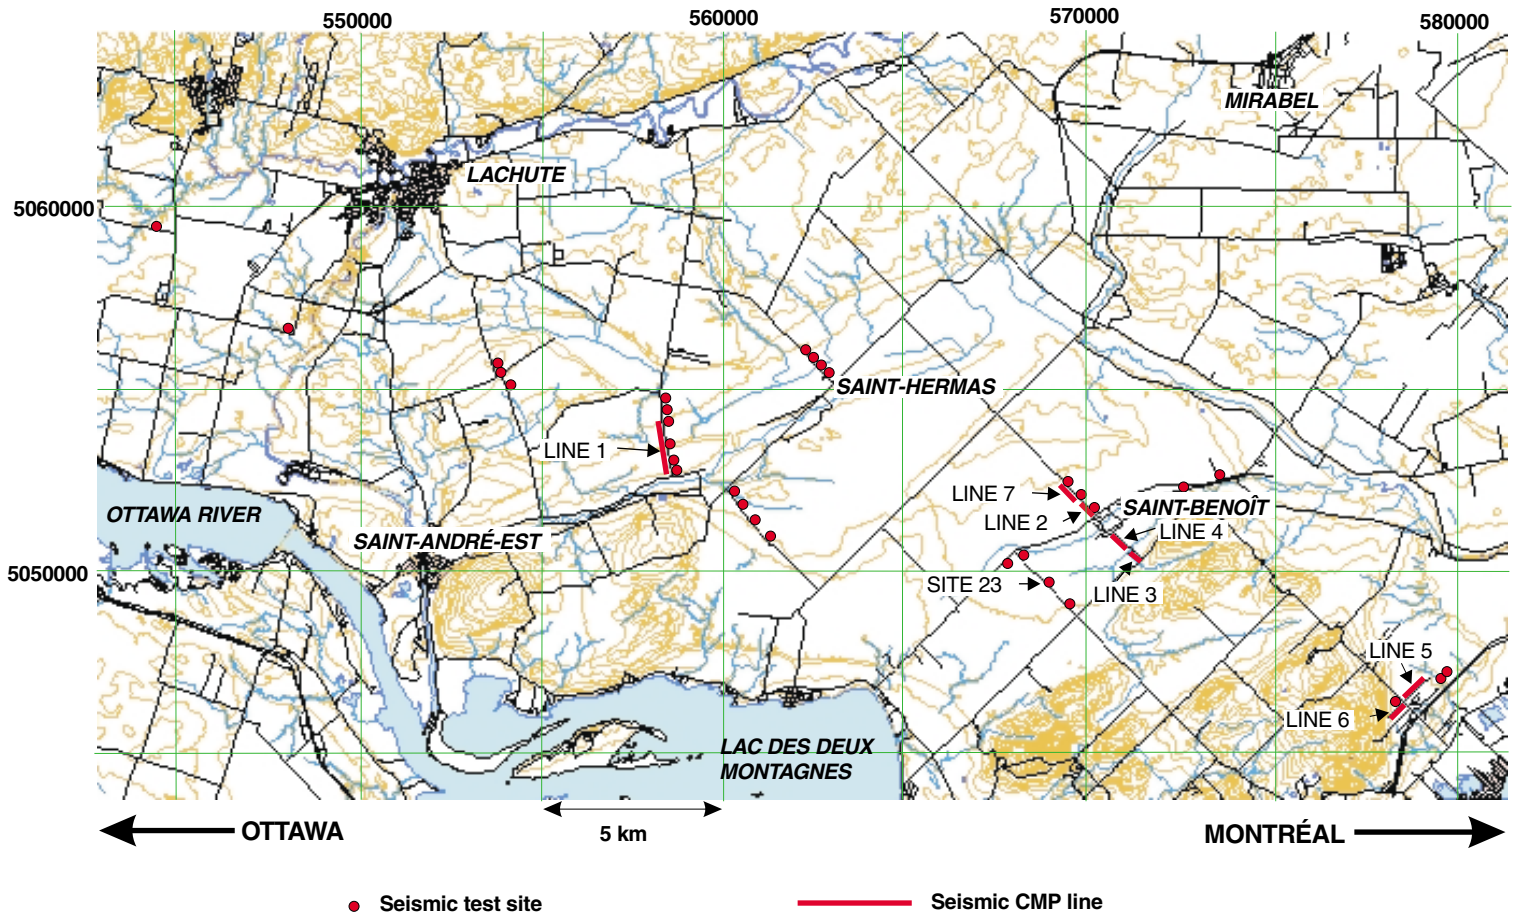 550000
560000
570000
580000
MIRABEL
LACHUTE
5060000
SAINT-HERMAS
LINE 1
LINE 7
SAINT-BENOÎT
OTTAWA RIVER
LINE 2
LINE 4
SAINT-ANDRÉ-EST
5050000
SITE 23
LINE 3
LINE 5
LINE 6
LAC DES DEUX
MONTAGNES
OTTAWA
5 km
MONTRÉAL
Seismic test site
Seismic CMP line